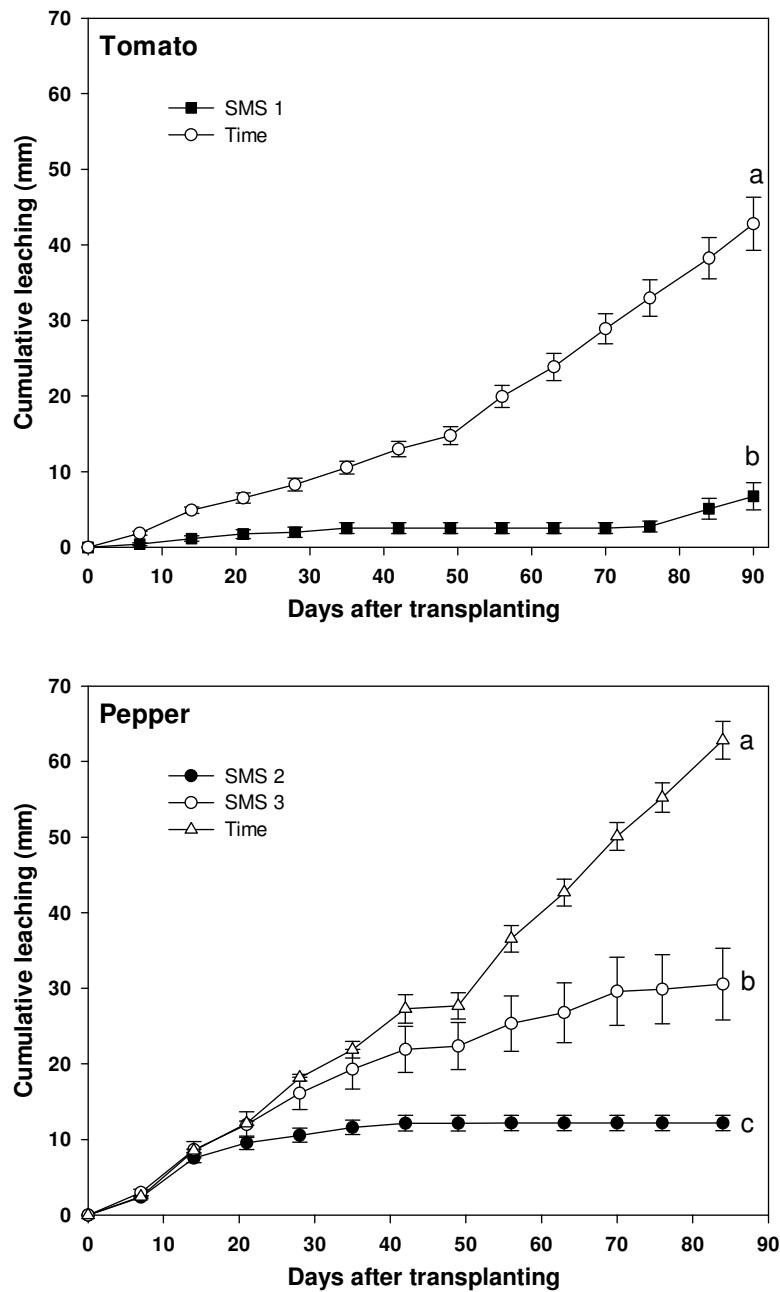 Tomato
SMS 1
Time
a
b
Cumulative leaching (mm)
70
60
50
40
30
20
10
0
0 10 20 30 40 50 60 70 80 90
Days after transplanting
Pepper
SMS 2
SMS 3
Time
a
b
c
Cumulative leaching (mm)
70
60
50
40
30
20
10
0
0 10 20 30 40 50 60 70 80 90
Days after transplanting